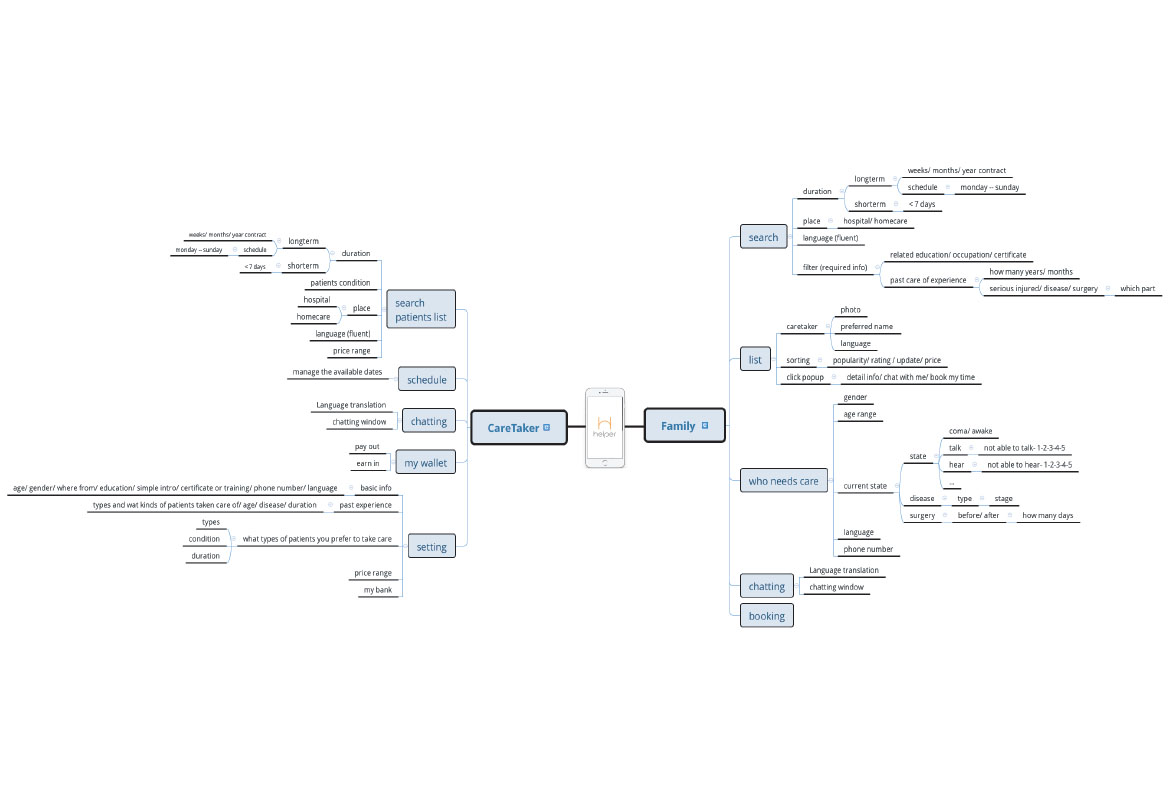 weeks/ months/ year contract
longterm
monday -- sunday
schedule
duration
< 7 days
shorterm
patients condition
hospital
place
homecare
language (fluent)
price range
search
patients list
manage the available dates
schedule
Language translation
chatting window
chatting
pay out
earn in
my wallet
age/ gender/ where from/ education/ simple intro/ certificate or training/ phone number/ language
basic info
types and wat kinds of patients taken care of/ age/ disease/ duration
past experience
types
condition
duration
what types of patients you prefer to take care
price range
my bank
setting
CareTaker
helper
Family
search
duration
longterm
weeks/ months/ year contract
schedule
monday -- sunday
shorterm
< 7 days
place
hospital/ homecare
language (fluent)
filter (required info)
related education/ occupation/ certificate
past care of experience
how many years/ months
serious injured/ disease/ surgery
which part
list
caretaker
photo
preferred name
language
sorting
popularity/ rating / update/ price
click popup
detail info/ chat with me/ book my time
who needs care
gender
age range
current state
state
coma/ awake
talk
not able to talk- 1-2-3-4-5
hear
not able to hear- 1-2-3-4-5
...
disease
type
stage
surgery
before/ after
how many days
language
phone number
chatting
Language translation
chatting window
booking